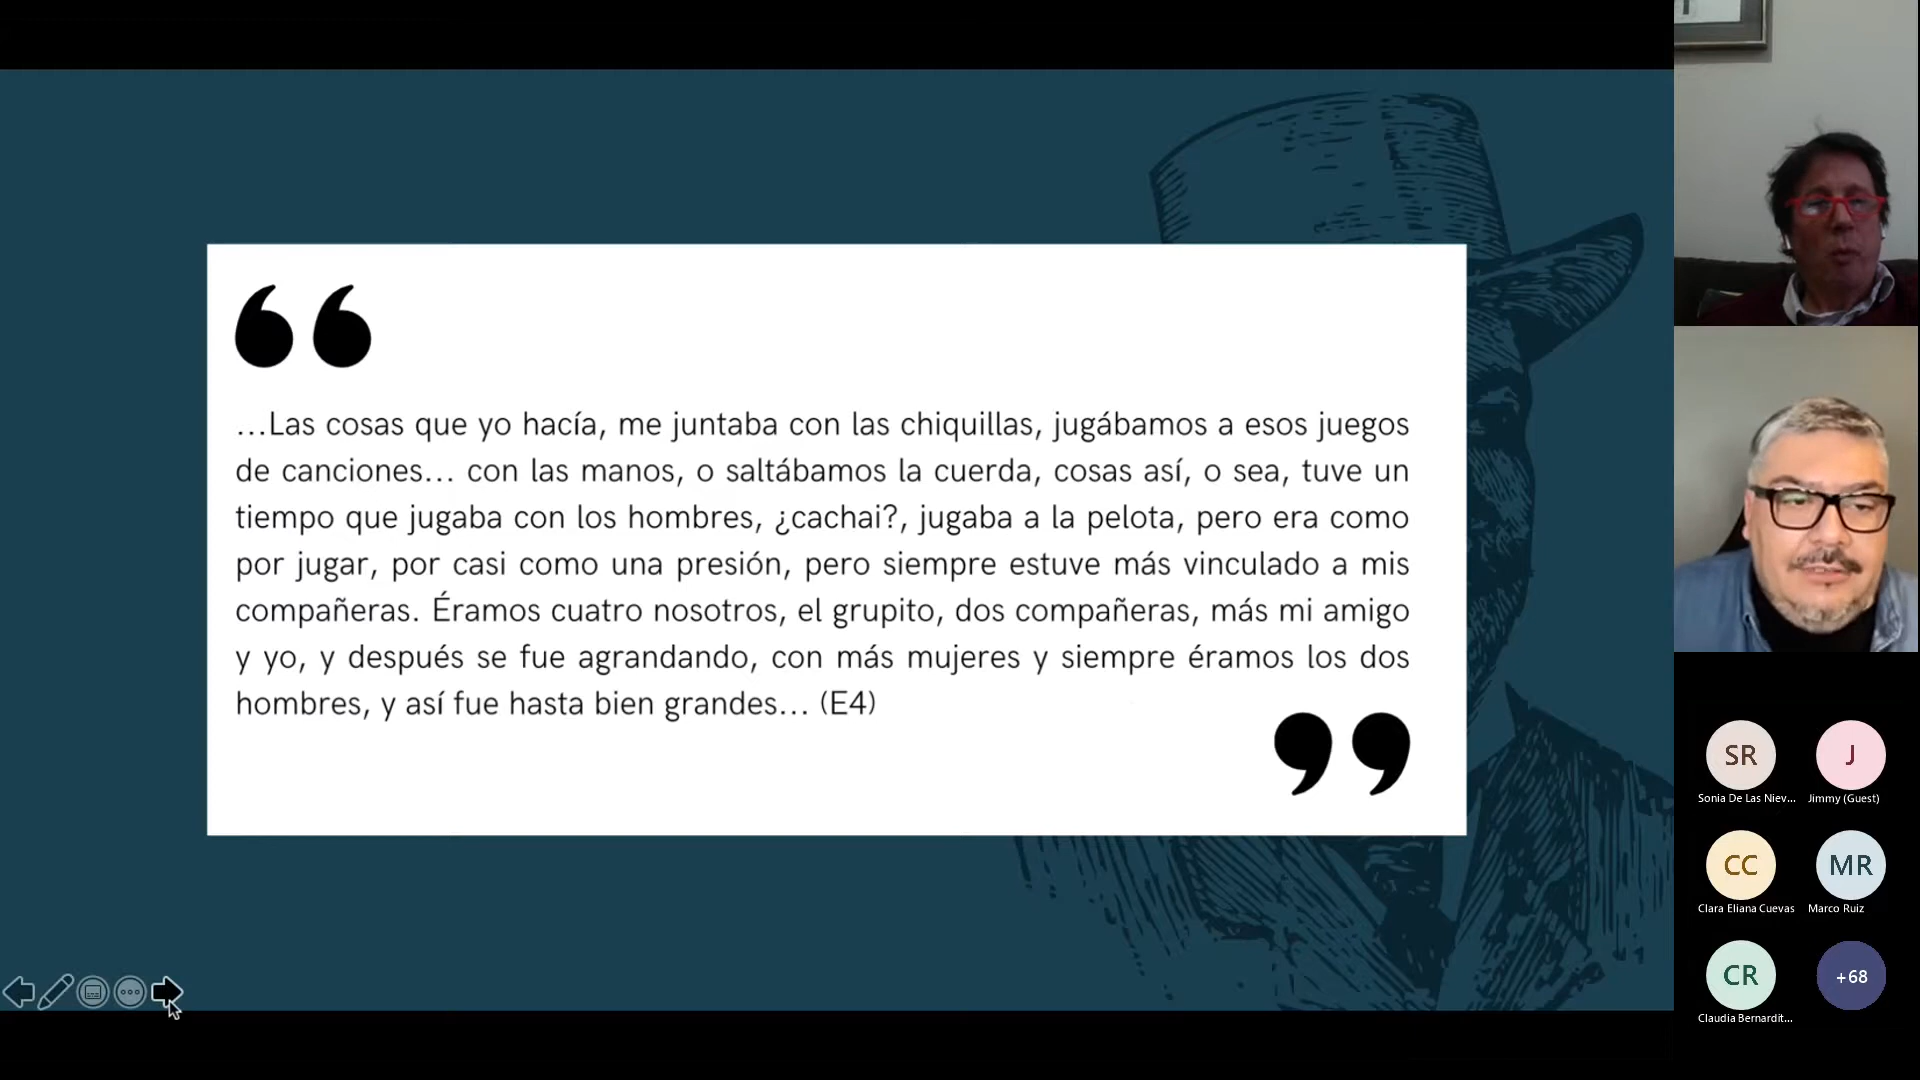 …Las cosas que yo hacía, me juntaba con las chiquillas, jugábamos a esos juegos
de canciones… con las manos, o saltábamos la cuerda, cosas así, o sea, tuve un
tiempo que jugaba con los hombres, ¿cachai?, jugaba a la pelota, pero era como
por jugar, por casi como una presión, pero siempre estuve más vinculado a mis
compañeras. Éramos cuatro nosotros, el grupito, dos compañeras, más mi amigo
y yo, y después se fue agrandando, con más mujeres y siempre éramos los dos
hombres, y así fue hasta bien grandes… (E4)
SR
J
Sonia De Las Niev...
Jimmy (Guest)
CC
MR
Clara Eliana Cuevas
Marco Ruiz
CR
+68
Claudia Bernardit...